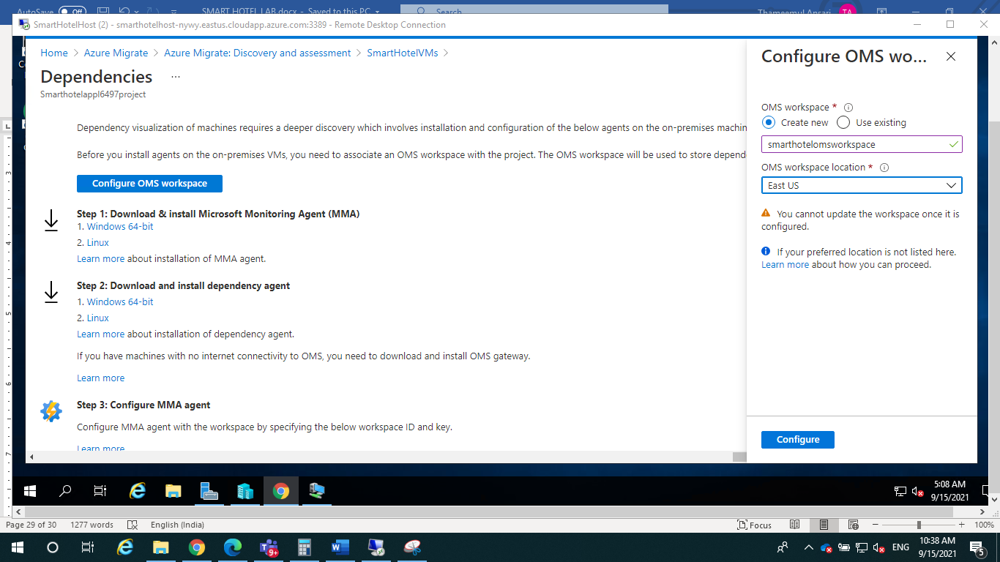 AutoSave Off SMART HOTEL LAB.docx - Saved to this PC Search Thameemul Ansari TA
SmartHotelHost (2) - smarthotelhost-nywy.eastus.cloudapp.azure.com:3389 - Remote Desktop Connection
Home > Azure Migrate > Azure Migrate: Discovery and assessment > SmartHotelVMs >
Dependencies ...
Smarthotelappl6497project
Dependency visualization of machines requires a deeper discovery which involves installation and configuration of the below agents on the on-premises machin
Before you install agents on the on-premises VMs, you need to associate an OMS workspace with the project. The OMS workspace will be used to store depend
Configure OMS workspace
Step 1: Download & install Microsoft Monitoring Agent (MMA)
1. Windows 64-bit
2. Linux
Learn more about installation of MMA agent.
Step 2: Download and install dependency agent
1. Windows 64-bit
2. Linux
Learn more about installation of dependency agent.
If you have machines with no internet connectivity to OMS, you need to download and install OMS gateway.
Learn more
Step 3: Configure MMA agent
Configure MMA agent with the workspace by specifying the below workspace ID and key.
Learn more
Configure OMS wo...
OMS workspace *
Create new Use existing
smarthotelomsworkspace
OMS workspace location *
East US
You cannot update the workspace once it is
configured.
If your preferred location is not listed here.
Learn more about how you can proceed.
Configure
5:08 AM
9/15/2021
Page 29 of 30 1277 words English (India) Focus 100%
9+ ENG 10:38 AM
9/15/2021 5